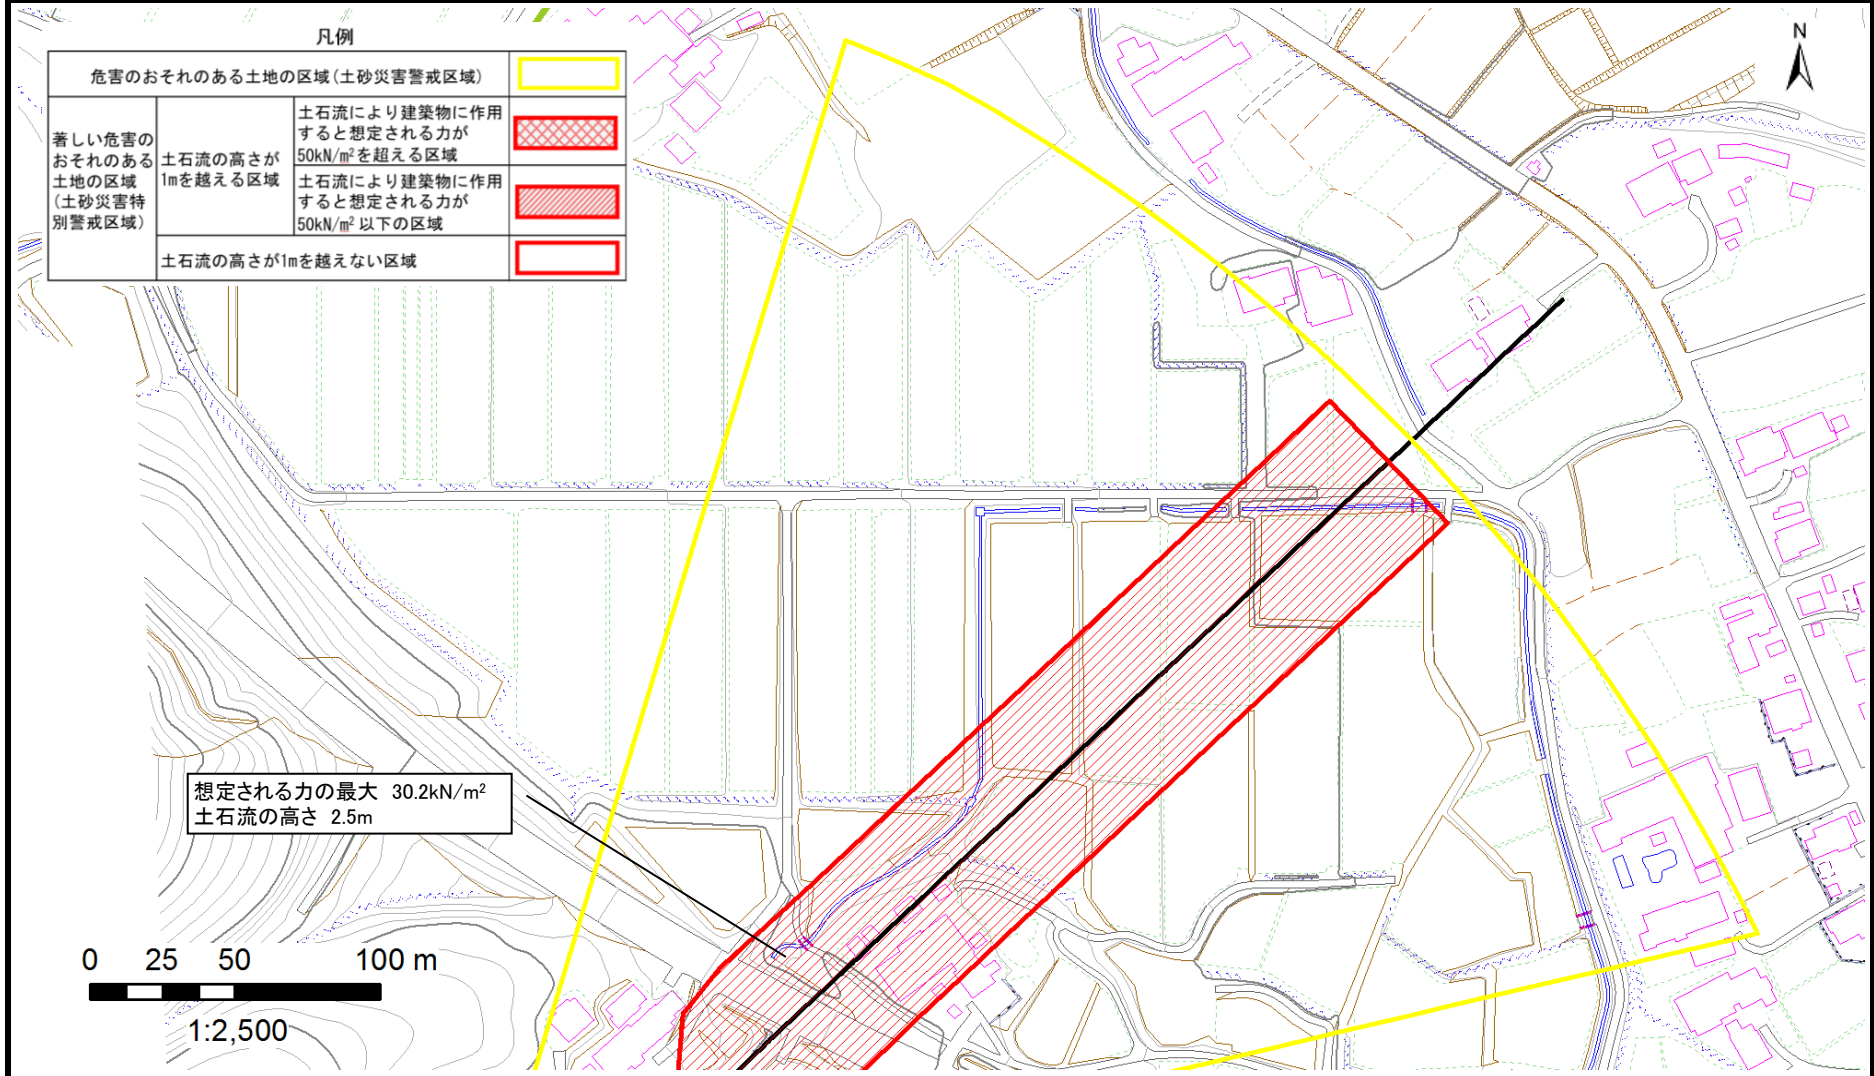 凡例
危害のおそれのある土地の区域(土砂災害警戒区域)
著しい危害の
おそれのある
土地の区域
(土砂災害特
別警戒区域)
土石流の高さが
1mを越える区域
土石流により建築物に作用
すると想定される力が
50kN/m²を超える区域
土石流により建築物に作用
すると想定される力が
50kN/m² 以下の区域
土石流の高さが1mを越えない区域
N
想定される力の最大 30.2kN/m²
土石流の高さ 2.5m
0 25 50 100 m
1:2,500